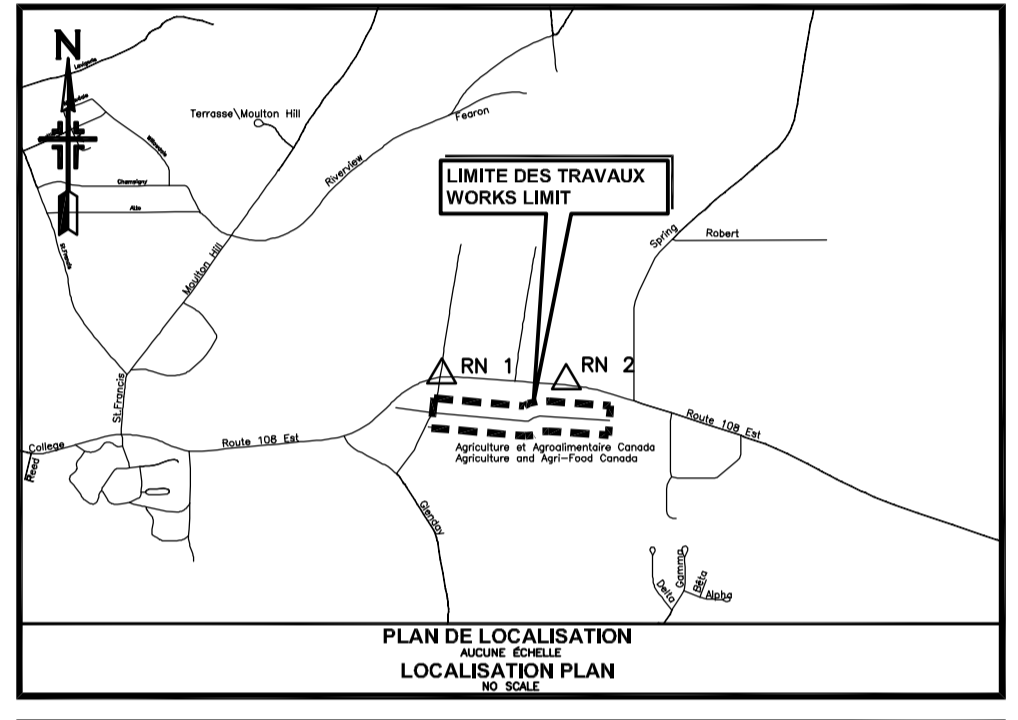 N
Terrasse\Moulton Hill
Fearon
Riverview
Champigny
LIMITE DES TRAVAUX
WORKS LIMIT
Spring
Robert
Moulton Hill
RN 1
RN 2
St.Francis
College
Reed
Route 108 Est
Route 108 Est
Agriculture et Agroalimentaire Canada
Agriculture and Agri-Food Canada
Glenday
Delta
Gamma
Bêta
Alpha
PLAN DE LOCALISATION
AUCUNE ÉCHELLE
LOCALISATION PLAN
NO SCALE